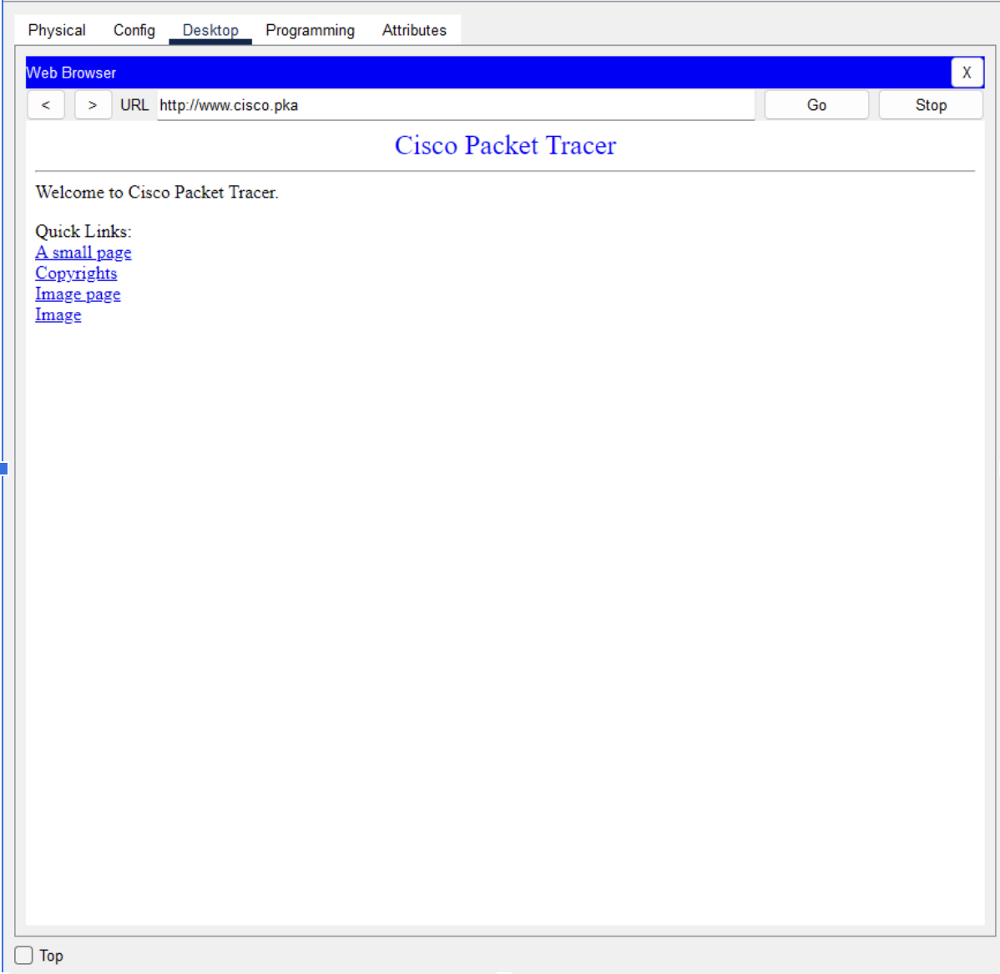 Physical Config Desktop Programming Attributes
Web Browser X
< > URL http://www.cisco.pka Go Stop
Cisco Packet Tracer
Welcome to Cisco Packet Tracer.
Quick Links:
A small page
Copyrights
Image page
Image
Top